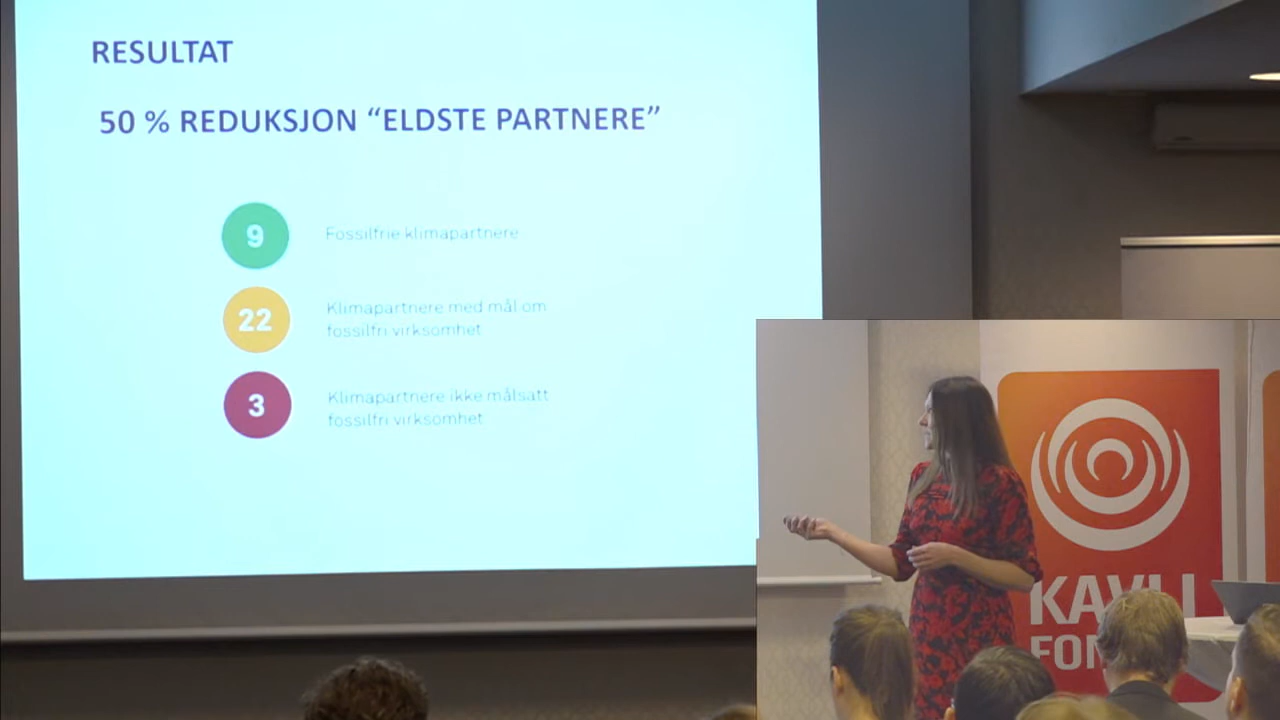 RESULTAT
50 % REDUKSJON “ELDSTE PARTNERE”
9
Fossilfrie klimapartnere
22
Klimapartnere med mål om
fossilfri virksomhet
3
Klimapartnere ikke målsatt
fossilfri virksomhet
KAVLI
FON